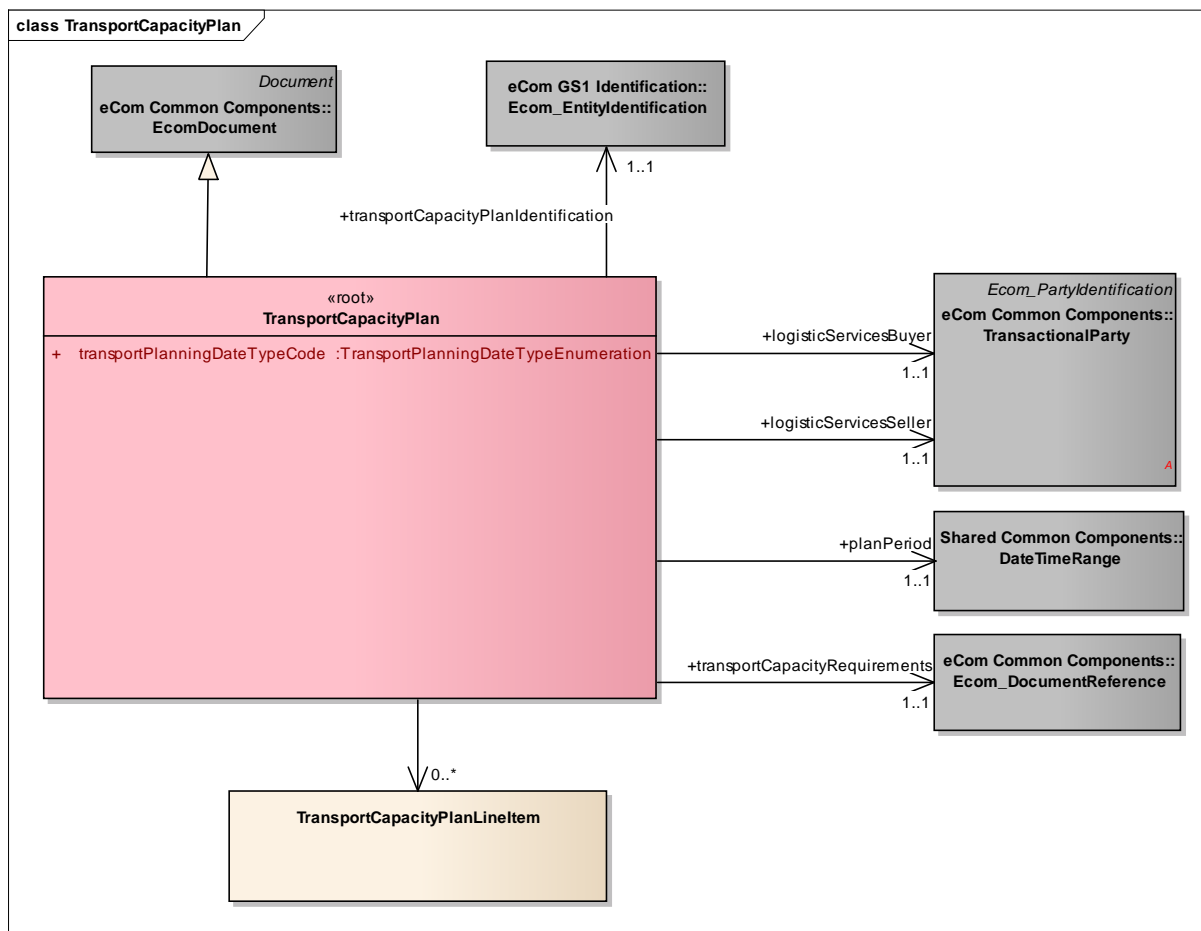 class TransportCapacityPlan
Document
eCom Common Components::
EcomDocument
eCom GS1 Identification::
Ecom_EntityIdentification
1..1
+transportCapacityPlanIdentification
«root»
TransportCapacityPlan
+ transportPlanningDateTypeCode :TransportPlanningDateTypeEnumeration
+logisticServicesBuyer
1..1
+logisticServicesSeller
1..1
Ecom_PartyIdentification
eCom Common Components::
TransactionalParty
A
+planPeriod
1..1
Shared Common Components::
DateTimeRange
+transportCapacityRequirements
1..1
eCom Common Components::
Ecom_DocumentReference
0..*
TransportCapacityPlanLineItem